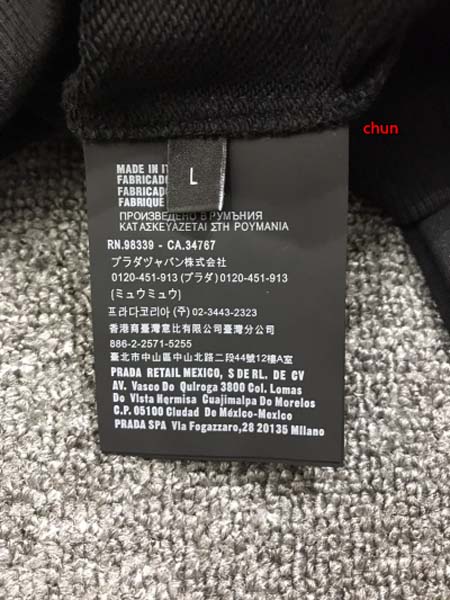 chun
L
MADE IN IT
FABRICADO
FABRICADO
FABRIQUÉ
ПРОИЗВЕДЕНО В РУМЪНИЯ
ΚΑΤΑΣΚΕΥΑΖΕΤΑΙ ΣΤΗ ΡΟΥΜΑΝΙΑ
RN.98339 - CA.34767
プラダジャパン株式会社
0120-451-913 (プラダ) 0120-451-913
(ミュウミュウ)
프라다코리아 (주) 02-3443-2323
香港商臺灣意比有限公司臺灣分公司
886-2-2571-5255
臺北市中山區中山北路二段44號12樓A室
PRADA RETAIL MEXICO, S DE RL. DE CV
AV. Vasco Do Quiroga 3800 Col. Lomas
Do Vista Hermisa Guajimalpa Do Morelos
C.P. 05100 Ciudad De México-Mexico
PRADA SPA Via Fogazzaro,28 20135 Milano